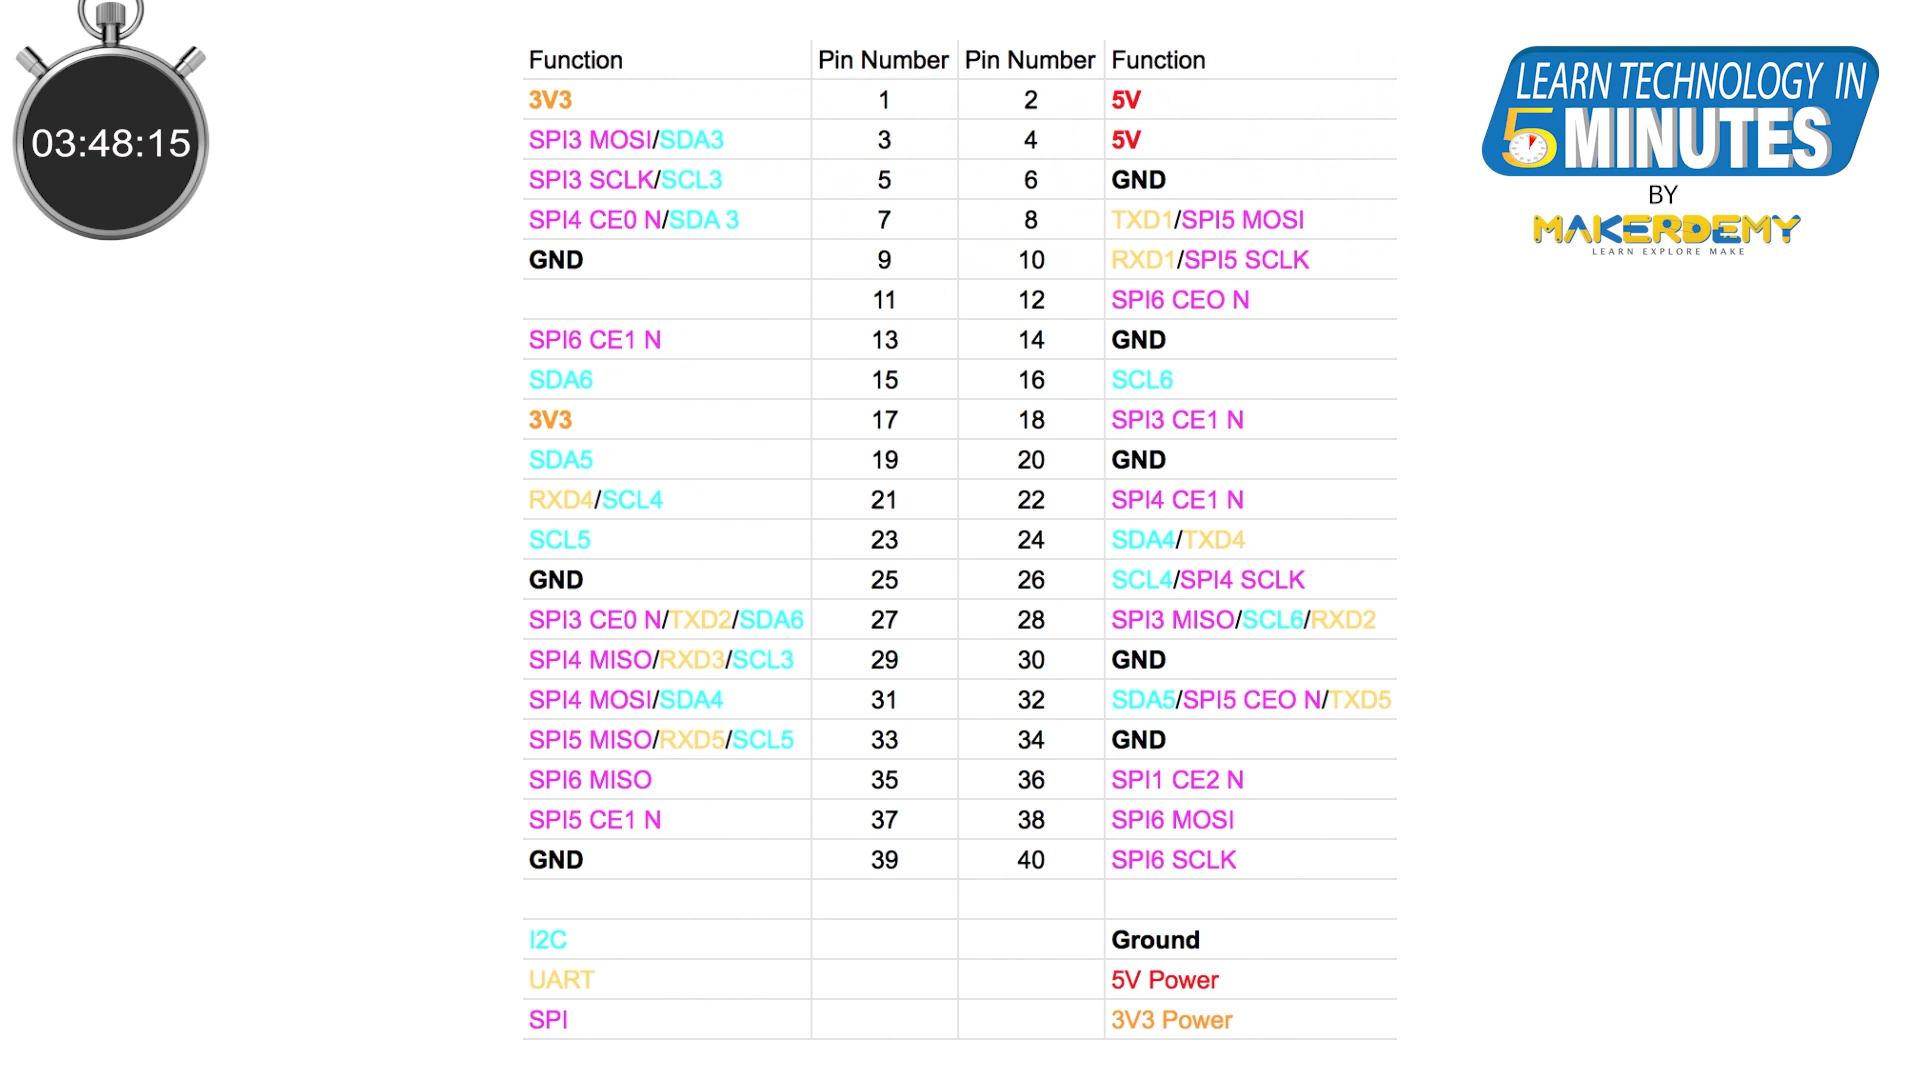 03:48:15
LEARN TECHNOLOGY IN
5 MINUTES
BY
MAKERDEMY
LEARN EXPLORE MAKE
Function Pin Number Pin Number Function
3V3 1 2 5V
SPI3 MOSI/SDA3 3 4 5V
SPI3 SCLK/SCL3 5 6 GND
SPI4 CE0 N/SDA 3 7 8 TXD1/SPI5 MOSI
GND 9 10 RXD1/SPI5 SCLK
11 12 SPI6 CEO N
SPI6 CE1 N 13 14 GND
SDA6 15 16 SCL6
3V3 17 18 SPI3 CE1 N
SDA5 19 20 GND
RXD4/SCL4 21 22 SPI4 CE1 N
SCL5 23 24 SDA4/TXD4
GND 25 26 SCL4/SPI4 SCLK
SPI3 CE0 N/TXD2/SDA6 27 28 SPI3 MISO/SCL6/RXD2
SPI4 MISO/RXD3/SCL3 29 30 GND
SPI4 MOSI/SDA4 31 32 SDA5/SPI5 CEO N/TXD5
SPI5 MISO/RXD5/SCL5 33 34 GND
SPI6 MISO 35 36 SPI1 CE2 N
SPI5 CE1 N 37 38 SPI6 MOSI
GND 39 40 SPI6 SCLK
I2C Ground
UART 5V Power
SPI 3V3 Power